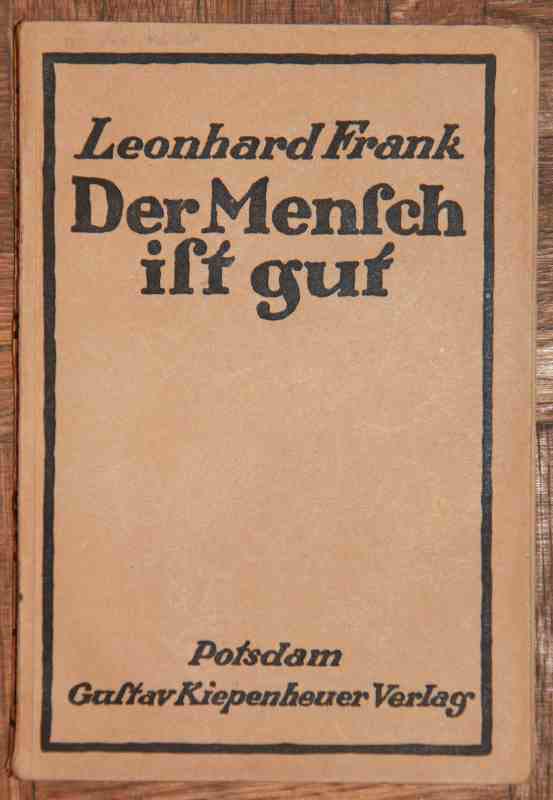 Leonhard Frank
Der Menſch
iſt gut
Potsdam
Guſtav Kiepenheuer Verlag